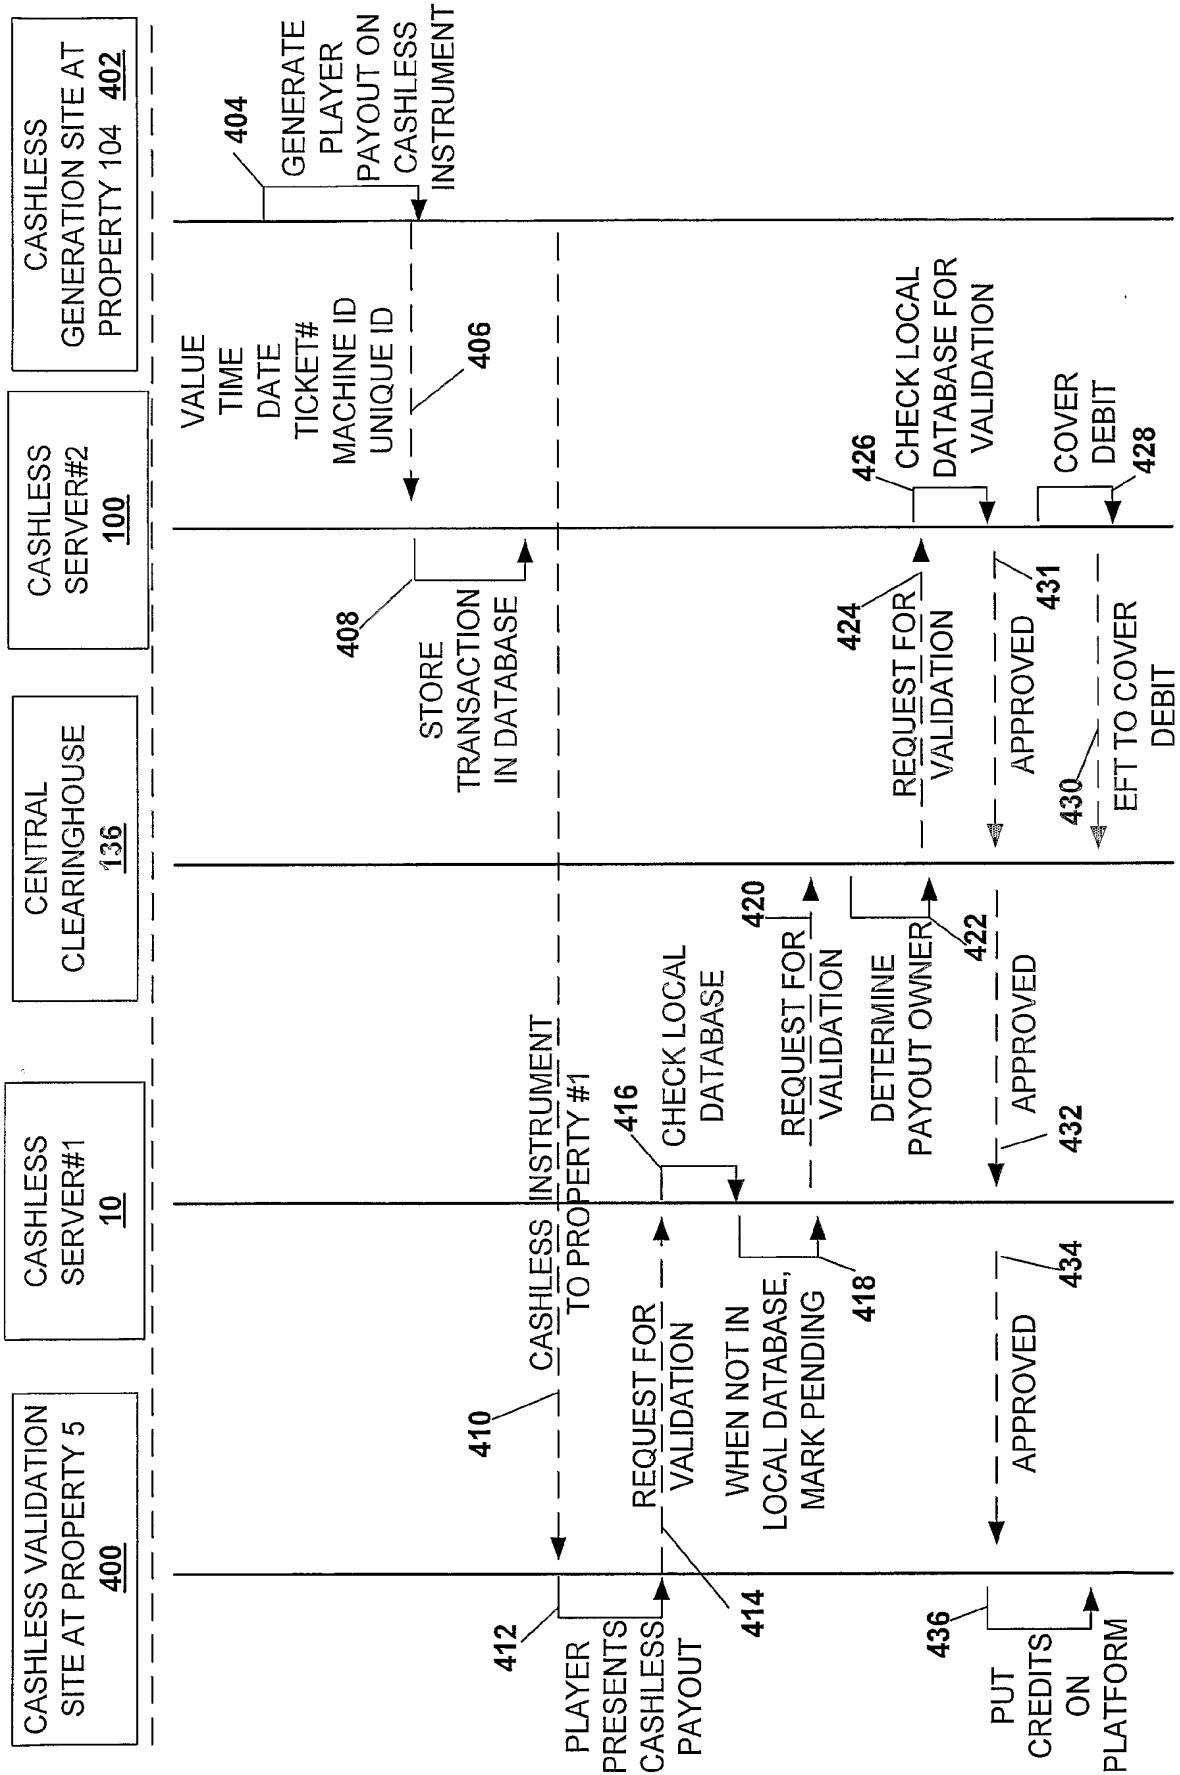 CASHLESS VALIDATION
SITE AT PROPERTY 5
400
CASHLESS
SERVER#1
10
CENTRAL
CLEARINGHOUSE
136
CASHLESS
SERVER#2
100
CASHLESS
GENERATION SITE AT
PROPERTY 104 402
404
GENERATE
PLAYER
PAYOUT ON
CASHLESS
INSTRUMENT
VALUE
TIME
DATE
TICKET#
MACHINE ID
UNIQUE ID
406
408
STORE
TRANSACTION
IN DATABASE
410
CASHLESS INSTRUMENT
TO PROPERTY #1
412
PLAYER
PRESENTS
CASHLESS
PAYOUT
414
REQUEST FOR
VALIDATION
416
CHECK LOCAL
DATABASE
WHEN NOT IN
LOCAL DATABASE,
MARK PENDING
418
420
REQUEST FOR
VALIDATION
DETERMINE
PAYOUT OWNER
422
424
REQUEST FOR
VALIDATION
426
CHECK LOCAL
DATABASE FOR
VALIDATION
COVER
DEBIT
428
431
APPROVED
430
EFT TO COVER
DEBIT
APPROVED
432
434
APPROVED
436
PUT
CREDITS
ON
PLATFORM